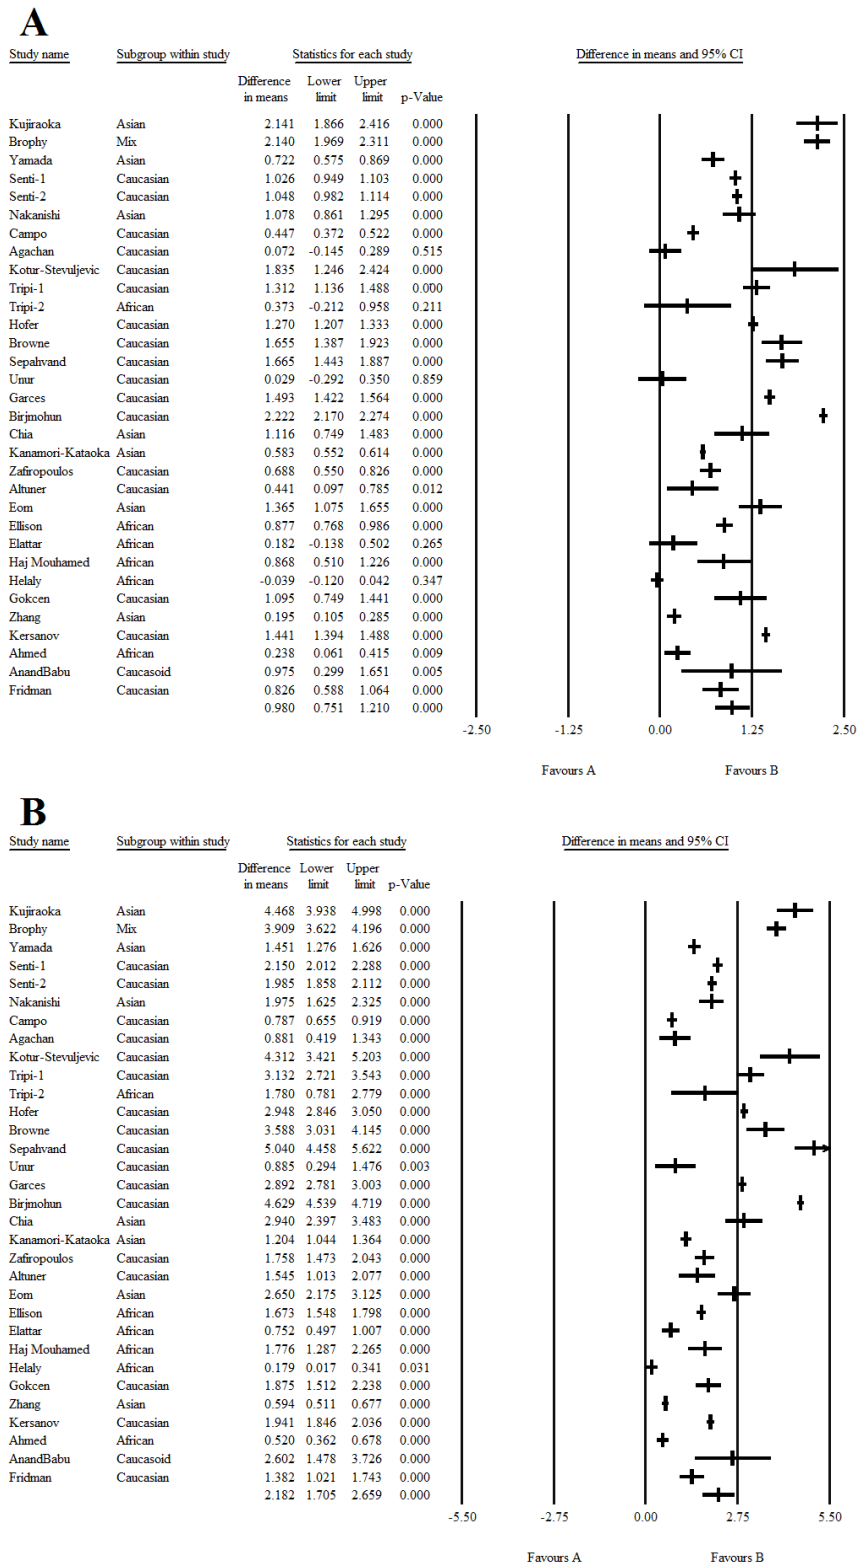 A
Study name Subgroup within study Statistics for each study Difference in means and 95% CI
Difference Lower Upper
in means limit limit p-Value
Kujiraoka Asian 2.141 1.866 2.416 0.000
Brophy Mix 2.140 1.969 2.311 0.000
Yamada Asian 0.722 0.575 0.869 0.000
Senti-1 Caucasian 1.026 0.949 1.103 0.000
Senti-2 Caucasian 1.048 0.982 1.114 0.000
Nakanishi Asian 1.078 0.861 1.295 0.000
Campo Caucasian 0.447 0.372 0.522 0.000
Agachan Caucasian 0.072 -0.145 0.289 0.515
Kotur-Stevuljevic Caucasian 1.835 1.246 2.424 0.000
Tripi-1 Caucasian 1.312 1.136 1.488 0.000
Tripi-2 African 0.373 -0.212 0.958 0.211
Hofer Caucasian 1.270 1.207 1.333 0.000
Browne Caucasian 1.655 1.387 1.923 0.000
Sepahvand Caucasian 1.665 1.443 1.887 0.000
Unur Caucasian 0.029 -0.292 0.350 0.859
Garces Caucasian 1.493 1.422 1.564 0.000
Birjmohun Caucasian 2.222 2.170 2.274 0.000
Chia Asian 1.116 0.749 1.483 0.000
Kanamori-Kataoka Asian 0.583 0.552 0.614 0.000
Zafiropoulos Caucasian 0.688 0.550 0.826 0.000
Altuner Caucasian 0.441 0.097 0.785 0.012
Eom Asian 1.365 1.075 1.655 0.000
Ellison African 0.877 0.768 0.986 0.000
Elattar African 0.182 -0.138 0.502 0.265
Haj Mouhamed African 0.868 0.510 1.226 0.000
Helaly African -0.039 -0.120 0.042 0.347
Gokcen Caucasian 1.095 0.749 1.441 0.000
Zhang Asian 0.195 0.105 0.285 0.000
Kersanov Caucasian 1.441 1.394 1.488 0.000
Ahmed African 0.238 0.061 0.415 0.009
AnandBabu Caucasoid 0.975 0.299 1.651 0.005
Fridman Caucasian 0.826 0.588 1.064 0.000
0.980 0.751 1.210 0.000
-2.50 -1.25 0.00 1.25 2.50
Favours A Favours B
B
Study name Subgroup within study Statistics for each study Difference in means and 95% CI
Difference Lower Upper
in means limit limit p-Value
Kujiraoka Asian 4.468 3.938 4.998 0.000
Brophy Mix 3.909 3.622 4.196 0.000
Yamada Asian 1.451 1.276 1.626 0.000
Senti-1 Caucasian 2.150 2.012 2.288 0.000
Senti-2 Caucasian 1.985 1.858 2.112 0.000
Nakanishi Asian 1.975 1.625 2.325 0.000
Campo Caucasian 0.787 0.655 0.919 0.000
Agachan Caucasian 0.881 0.419 1.343 0.000
Kotur-Stevuljevic Caucasian 4.312 3.421 5.203 0.000
Tripi-1 Caucasian 3.132 2.721 3.543 0.000
Tripi-2 African 1.780 0.781 2.779 0.000
Hofer Caucasian 2.948 2.846 3.050 0.000
Browne Caucasian 3.588 3.031 4.145 0.000
Sepahvand Caucasian 5.040 4.458 5.622 0.000
Unur Caucasian 0.885 0.294 1.476 0.003
Garces Caucasian 2.892 2.781 3.003 0.000
Birjmohun Caucasian 4.629 4.539 4.719 0.000
Chia Asian 2.940 2.397 3.483 0.000
Kanamori-Kataoka Asian 1.204 1.044 1.364 0.000
Zafiropoulos Caucasian 1.758 1.473 2.043 0.000
Altuner Caucasian 1.545 1.013 2.077 0.000
Eom Asian 2.650 2.175 3.125 0.000
Ellison African 1.673 1.548 1.798 0.000
Elattar African 0.752 0.497 1.007 0.000
Haj Mouhamed African 1.776 1.287 2.265 0.000
Helaly African 0.179 0.017 0.341 0.031
Gokcen Caucasian 1.875 1.512 2.238 0.000
Zhang Asian 0.594 0.511 0.677 0.000
Kersanov Caucasian 1.941 1.846 2.036 0.000
Ahmed African 0.520 0.362 0.678 0.000
AnandBabu Caucasoid 2.602 1.478 3.726 0.000
Fridman Caucasian 1.382 1.021 1.743 0.000
2.182 1.705 2.659 0.000
-5.50 -2.75 0.00 2.75 5.50
Favours A Favours B